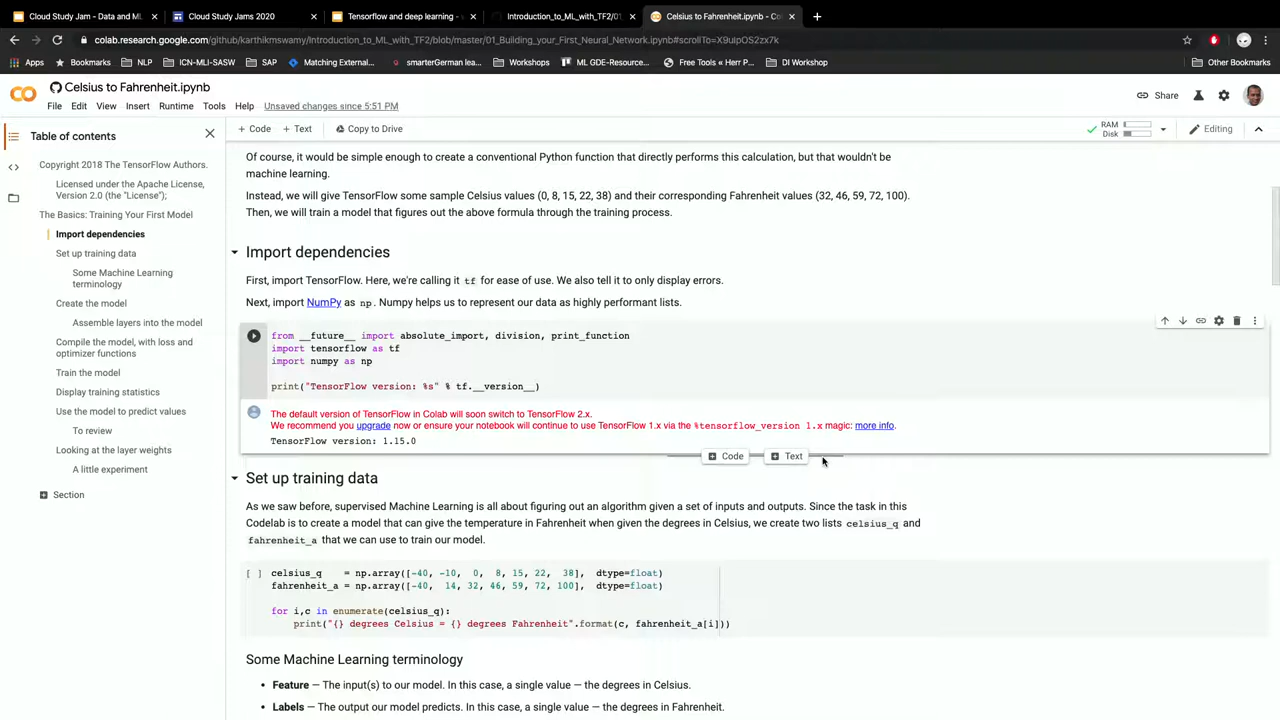 Cloud Study Jam - Data and ML
Cloud Study Jams 2020
Tensorflow and deep learning -
Introduction_to_ML_with_TF2/01
Celsius to Fahrenheit.ipynb - Co
colab.research.google.com/github/karthikmswamy/Introduction_to_ML_with_TF2/blob/master/01_Building_your_First_Neural_Network.ipynb#scrollTo=X9uIpOS2zx7k
Apps Bookmarks NLP ICN-MLI-SASW SAP Matching External... smarterGerman lea... Workshops ML GDE-Resource... Free Tools « Herr P... DI Workshop Other Bookmarks
Celsius to Fahrenheit.ipynb
Share
File Edit View Insert Runtime Tools Help Unsaved changes since 5:51 PM
+ Code + Text Copy to Drive
RAM
Disk
Editing
Table of contents
Copyright 2018 The TensorFlow Authors.
Licensed under the Apache License,
Version 2.0 (the "License");
The Basics: Training Your First Model
Import dependencies
Set up training data
Some Machine Learning
terminology
Create the model
Assemble layers into the model
Compile the model, with loss and
optimizer functions
Train the model
Display training statistics
Use the model to predict values
To review
Looking at the layer weights
A little experiment
Section
Of course, it would be simple enough to create a conventional Python function that directly performs this calculation, but that wouldn't be
machine learning.
Instead, we will give TensorFlow some sample Celsius values (0, 8, 15, 22, 38) and their corresponding Fahrenheit values (32, 46, 59, 72, 100).
Then, we will train a model that figures out the above formula through the training process.
Import dependencies
First, import TensorFlow. Here, we're calling it tf for ease of use. We also tell it to only display errors.
Next, import NumPy as np. Numpy helps us to represent our data as highly performant lists.
from __future__ import absolute_import, division, print_function
import tensorflow as tf
import numpy as np
print("TensorFlow version: %s" % tf.__version__)
The default version of TensorFlow in Colab will soon switch to TensorFlow 2.x.
We recommend you upgrade now or ensure your notebook will continue to use TensorFlow 1.x via the %tensorflow_version 1.x magic: more info.
TensorFlow version: 1.15.0
Code Text
Set up training data
As we saw before, supervised Machine Learning is all about figuring out an algorithm given a set of inputs and outputs. Since the task in this
Codelab is to create a model that can give the temperature in Fahrenheit when given the degrees in Celsius, we create two lists celsius_q and
fahrenheit_a that we can use to train our model.
[ ] celsius_q    = np.array([-40, -10,  0,  8, 15, 22,  38],  dtype=float)
fahrenheit_a = np.array([-40,  14, 32, 46, 59, 72, 100],  dtype=float)
for i,c in enumerate(celsius_q):
print("{} degrees Celsius = {} degrees Fahrenheit".format(c, fahrenheit_a[i]))
Some Machine Learning terminology
• Feature — The input(s) to our model. In this case, a single value — the degrees in Celsius.
• Labels — The output our model predicts. In this case, a single value — the degrees in Fahrenheit.